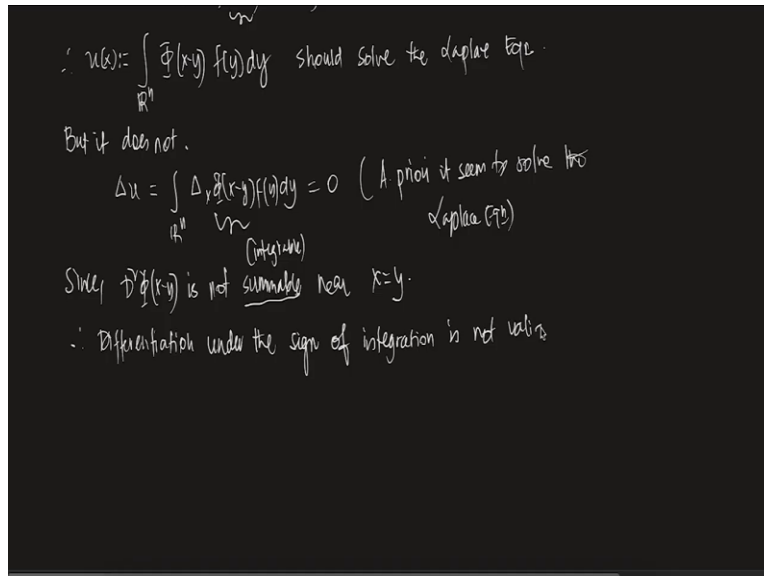 ∴ u(x) := ∫_{ℝⁿ} Φ(x-y) f(y) dy should solve the Laplace Eqn.
But it does not.
Δu = ∫_{ℝⁿ} Δₓ Φ(x-y) f(y) dy = 0 (A priori it seem to solve the
Laplace Eqn)
(integrable)
Since, D²Φ(x-y) is not summable near x=y.
∴ Differentiation under the sign of integration is not valid